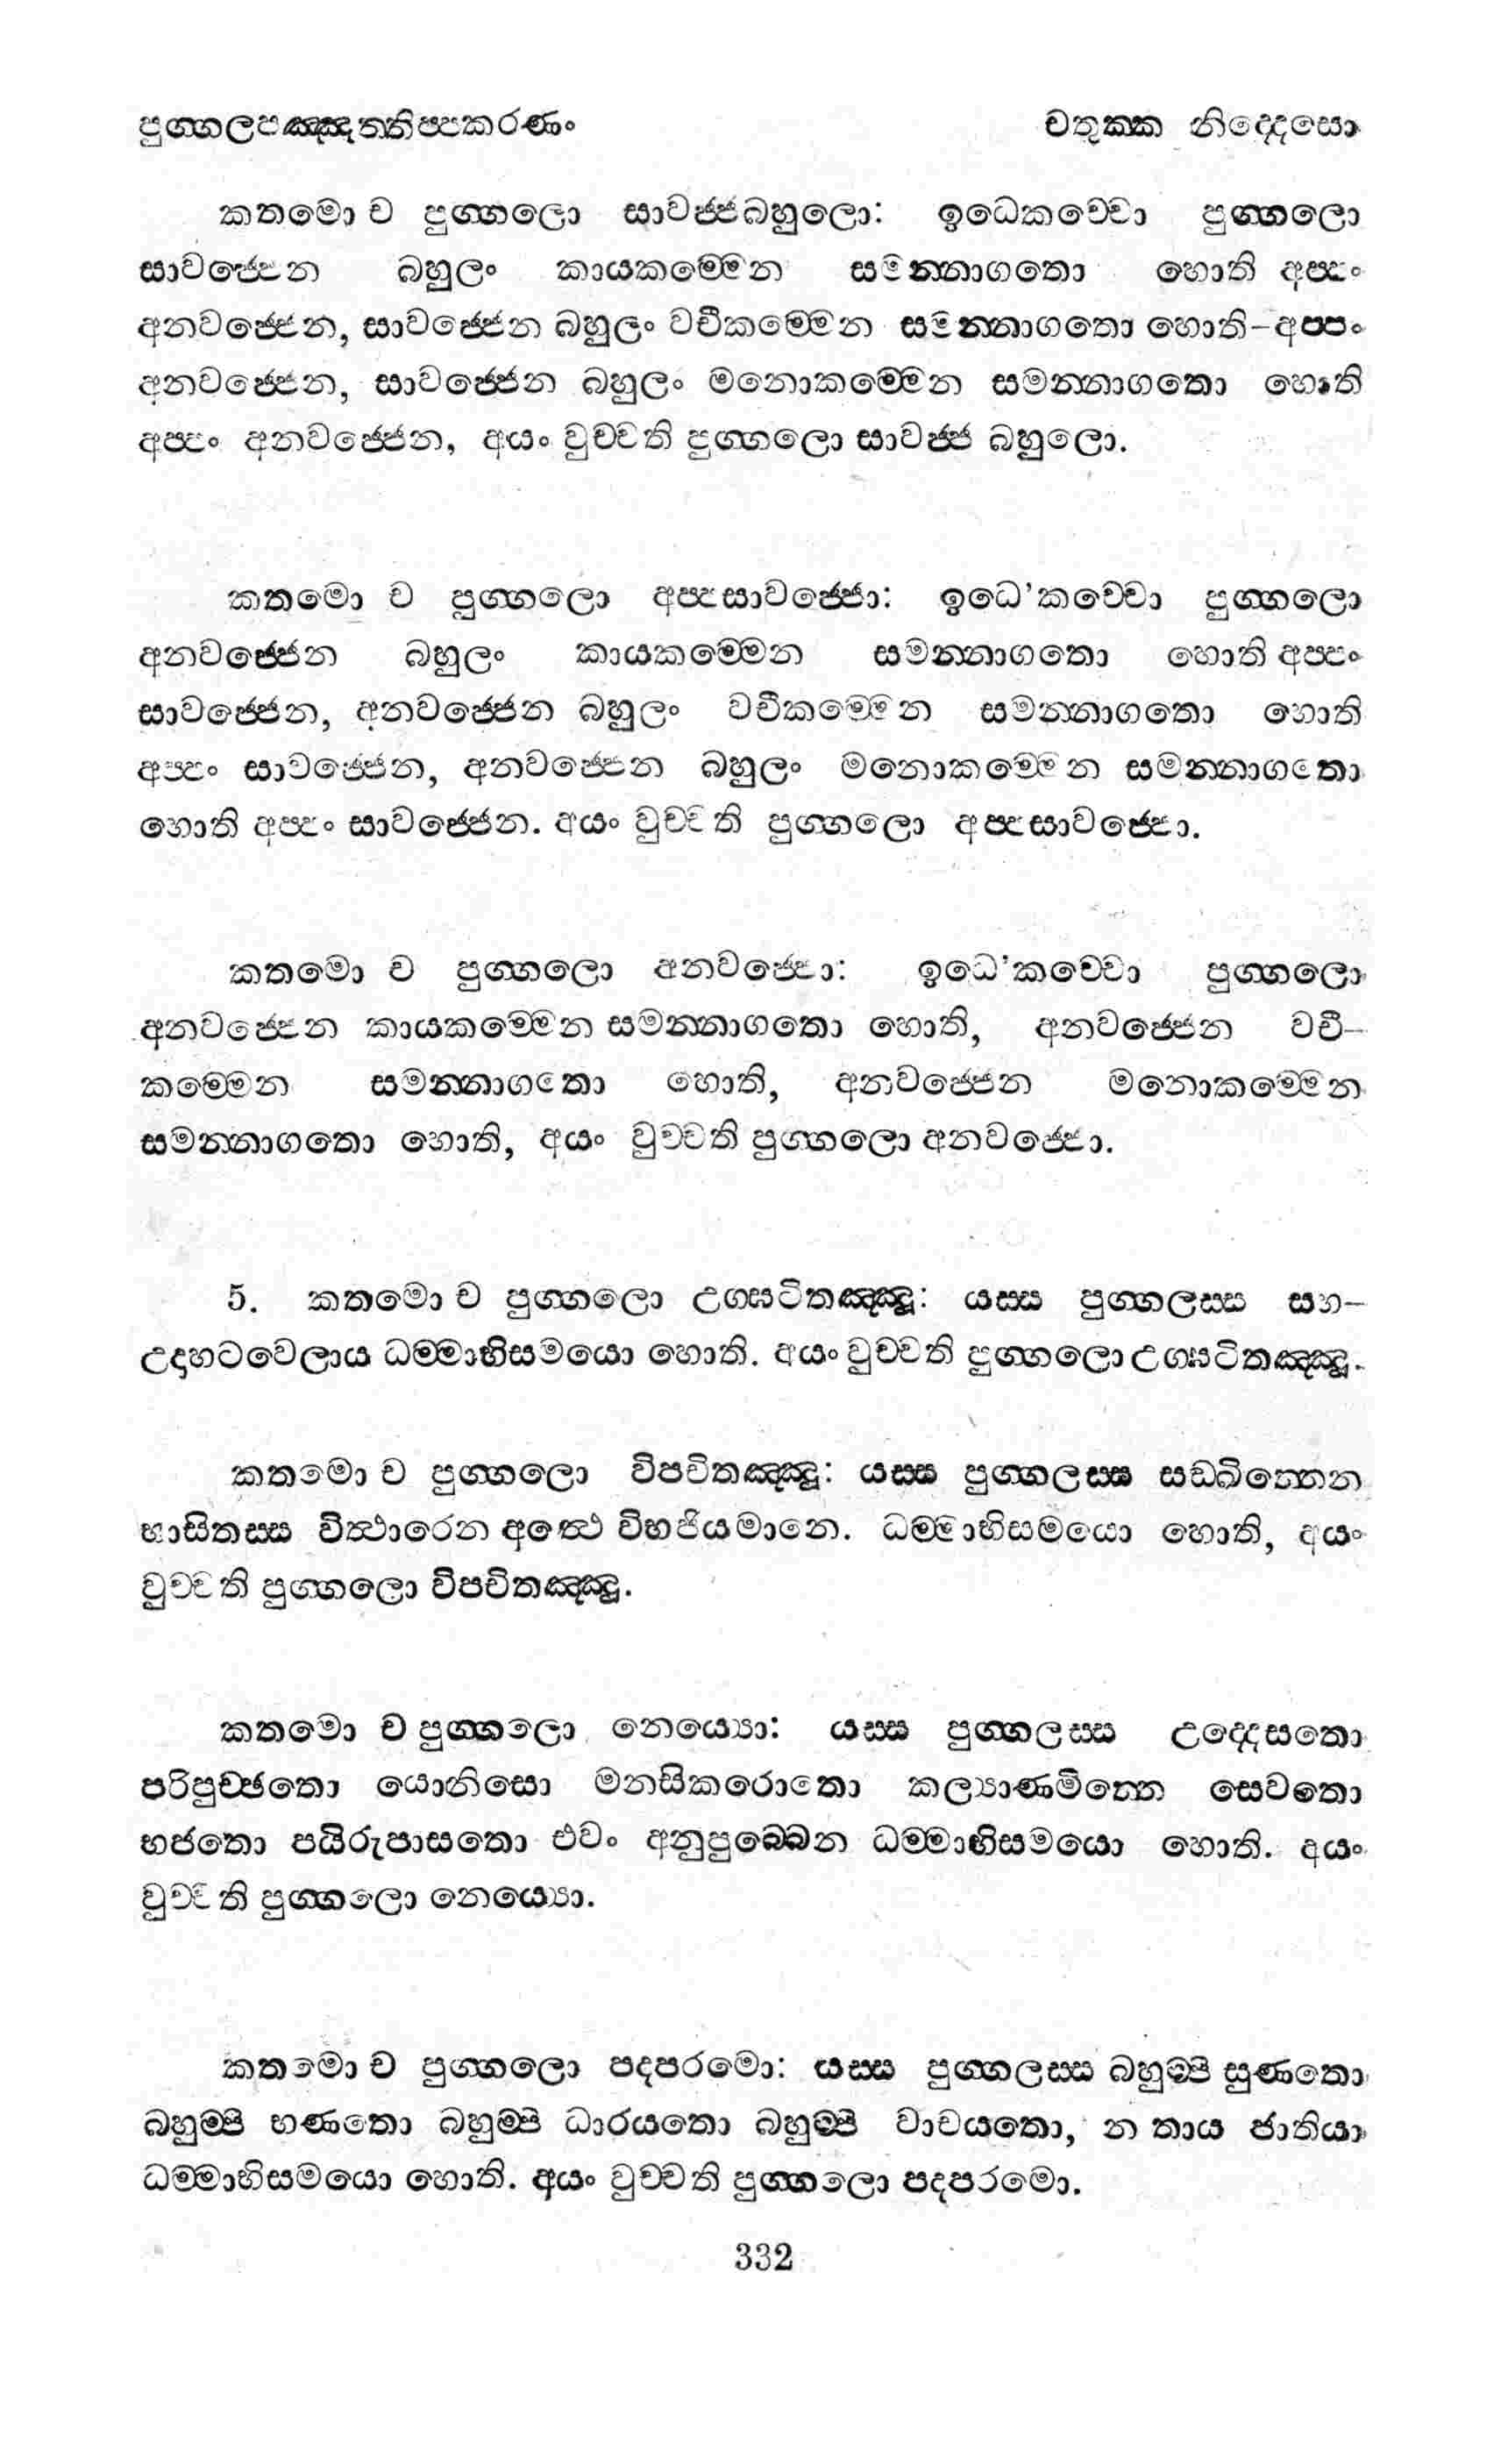 පුග්ගලපඤ්ඤත්තිප්පකරණං චතුක්ක නිද්දෙසො
කතමො ච පුග්ගලො සාවජ්ජබහුලො: ඉධෙකච්චො පුග්ගලො
සාවජ්ජෙන බහුලං කායකම්මෙන සමන්නාගතො හොති අප්පං
අනවජ්ජෙන, සාවජ්ජෙන බහුලං වචීකම්මෙන සමන්නාගතො හොති-අප්පං
අනවජ්ජෙන, සාවජ්ජෙන බහුලං මනොකම්මෙන සමන්නාගතො හොති
අප්පං අනවජ්ජෙන, අයං වුච්චති පුග්ගලො සාවජ්ජ බහුලො.
කතමො ච පුග්ගලො අප්පසාවජ්ජො: ඉධෙ'කච්චො පුග්ගලො
අනවජ්ජෙන බහුලං කායකම්මෙන සමන්නාගතො හොති අප්පං
සාවජ්ජෙන, අනවජ්ජෙන බහුලං වචීකම්මෙන සමන්නාගතො හොති
අප්පං සාවජ්ජෙන, අනවජ්ජෙන බහුලං මනොකම්මෙන සමන්නාගතො
හොති අප්පං සාවජ්ජෙන. අයං වුච්චති පුග්ගලො අප්පසාවජ්ජො.
කතමො ච පුග්ගලො අනවජ්ජො: ඉධෙ'කච්චො පුග්ගලො
අනවජ්ජෙන කායකම්මෙන සමන්නාගතො හොති, අනවජ්ජෙන වචී-
කම්මෙන සමන්නාගතො හොති, අනවජ්ජෙන මනොකම්මෙන
සමන්නාගතො හොති, අයං වුච්චති පුග්ගලො අනවජ්ජො.
5. කතමො ච පුග්ගලො උග්ඝටිතඤ්ඤූ: යස්ස පුග්ගලස්ස සහ-
උදාහටවෙලාය ධම්මාභිසමයො හොති. අයං වුච්චති පුග්ගලො උග්ඝටිතඤ්ඤූ.
කතමො ච පුග්ගලො විපචිතඤ්ඤූ: යස්ස පුග්ගලස්ස සඞ්ඛිත්තෙන
භාසිතස්ස විත්ථාරෙන අත්ථෙ විභජියමානෙ. ධම්මාභිසමයො හොති, අයං
වුච්චති පුග්ගලො විපචිතඤ්ඤූ.
කතමො ච පුග්ගලො නෙය්‍යො: යස්ස පුග්ගලස්ස උද්දෙසතො
පරිපුච්ඡතො යොනිසො මනසිකරොතො කල්‍යාණමිත්තෙ සෙවතො
භජතො පයිරුපාසතො එවං අනුපුබ්බෙන ධම්මාභිසමයො හොති. අයං
වුච්චති පුග්ගලො නෙය්‍යො.
කතමො ච පුග්ගලො පදපරමො: යස්ස පුග්ගලස්ස බහුම්පි සුණතො
බහුම්පි භණතො බහුම්පි ධාරයතො බහුම්පි වාචයතො, න තාය ජාතියා
ධම්මාභිසමයො හොති. අයං වුච්චති පුග්ගලො පදපරමො.
332